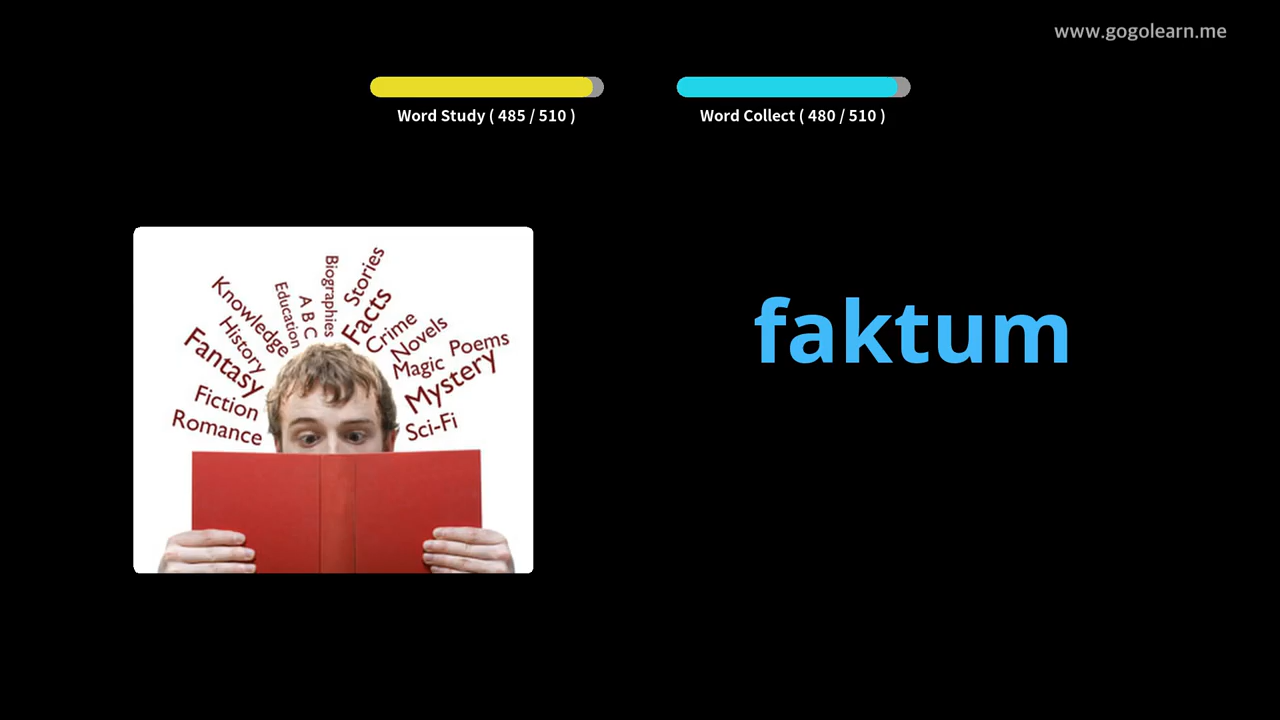 www.gogolearn.me
Word Study ( 485 / 510 )
Word Collect ( 480 / 510 )
Stories
Biographies
Facts
A B C
Education
Knowledge
Crime
Novels
History
Poems
Magic
Fantasy
Mystery
Fiction
Romance
Sci-Fi
faktum